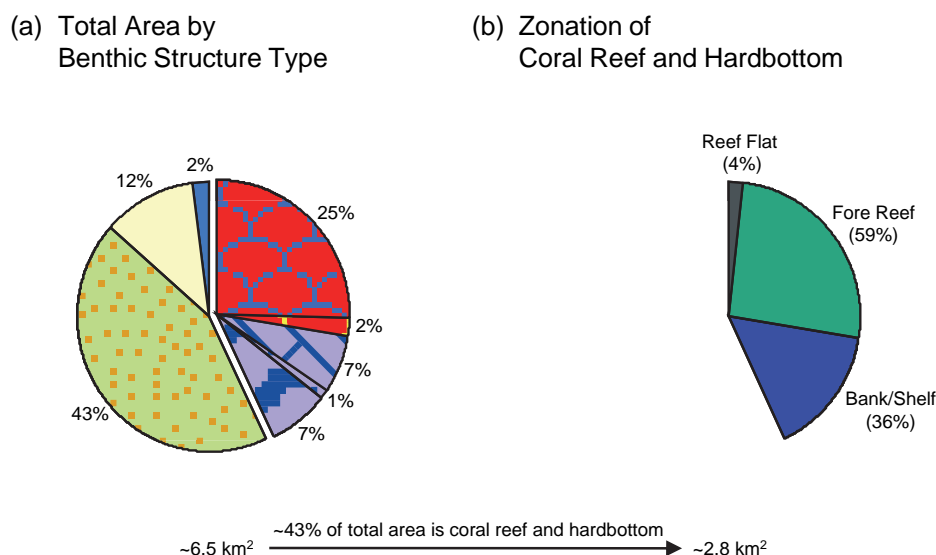 (a) Total Area by
Benthic Structure Type
(b) Zonation of
Coral Reef and Hardbottom
2%
12%
25%
2%
7%
1%
7%
43%
Reef Flat
(4%)
Fore Reef
(59%)
Bank/Shelf
(36%)
~6.5 km²
~43% of total area is coral reef and hardbottom
~2.8 km²